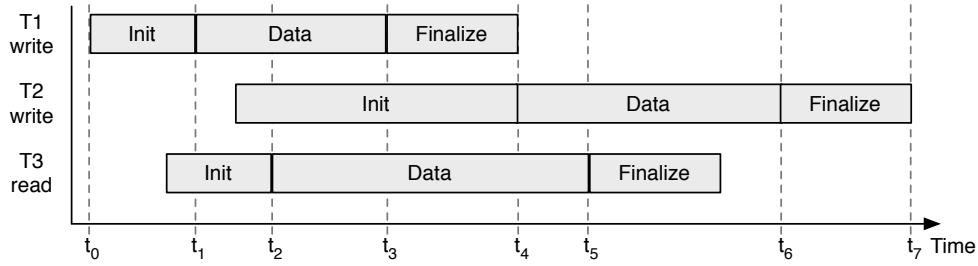 T1
write
Init
Data
Finalize
T2
write
Init
Data
Finalize
T3
read
Init
Data
Finalize
t0 t1 t2 t3 t4 t5 t6 t7 Time